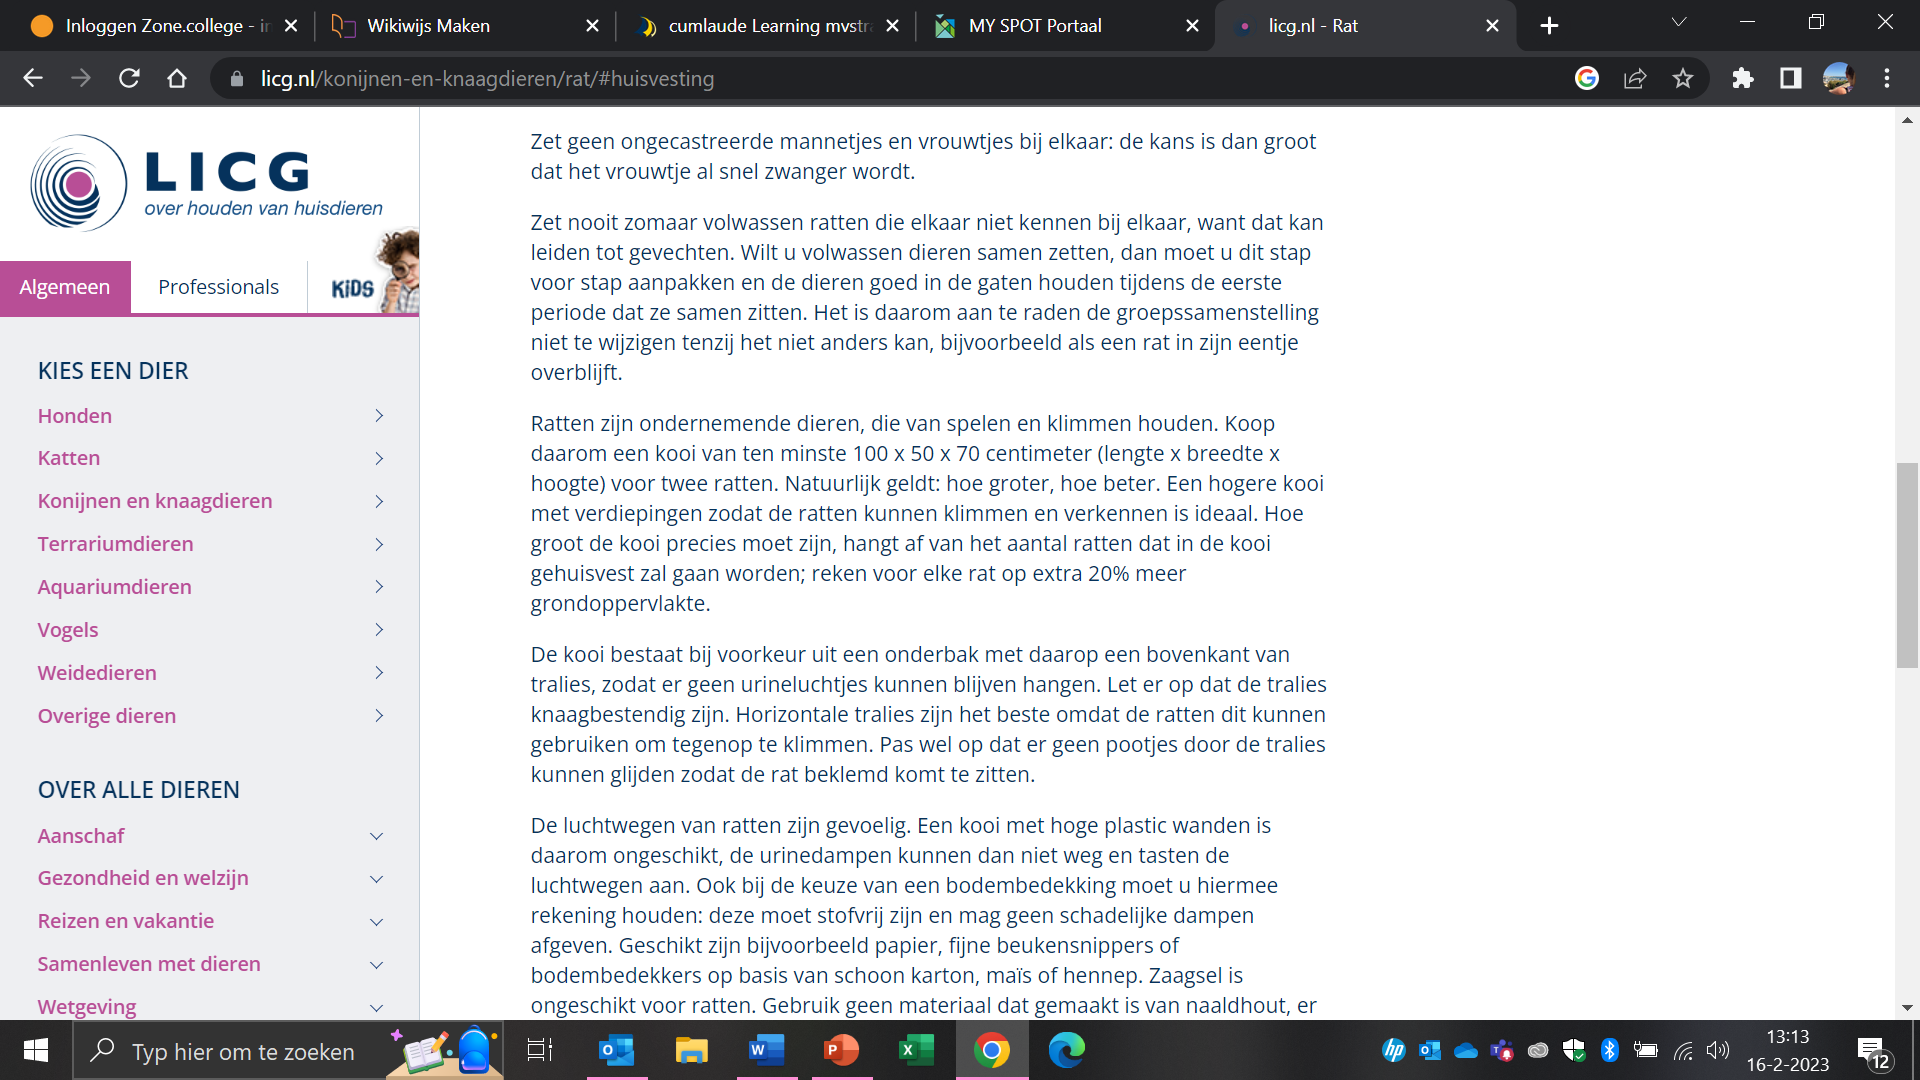 Inloggen Zone.college - in
Wikiwijs Maken
cumlaude Learning mvstr
MY SPOT Portaal
licg.nl - Rat
licg.nl/konijnen-en-knaagdieren/rat/#huisvesting
LICG
over houden van huisdieren
Algemeen
Professionals
KiDS
KIES EEN DIER
Honden
Katten
Konijnen en knaagdieren
Terrariumdieren
Aquariumdieren
Vogels
Weidedieren
Overige dieren
OVER ALLE DIEREN
Aanschaf
Gezondheid en welzijn
Reizen en vakantie
Samenleven met dieren
Wetgeving
Zet geen ongecastreerde mannetjes en vrouwtjes bij elkaar: de kans is dan groot
dat het vrouwtje al snel zwanger wordt.
Zet nooit zomaar volwassen ratten die elkaar niet kennen bij elkaar, want dat kan
leiden tot gevechten. Wilt u volwassen dieren samen zetten, dan moet u dit stap
voor stap aanpakken en de dieren goed in de gaten houden tijdens de eerste
periode dat ze samen zitten. Het is daarom aan te raden de groepssamenstelling
niet te wijzigen tenzij het niet anders kan, bijvoorbeeld als een rat in zijn eentje
overblijft.
Ratten zijn ondernemende dieren, die van spelen en klimmen houden. Koop
daarom een kooi van ten minste 100 x 50 x 70 centimeter (lengte x breedte x
hoogte) voor twee ratten. Natuurlijk geldt: hoe groter, hoe beter. Een hogere kooi
met verdiepingen zodat de ratten kunnen klimmen en verkennen is ideaal. Hoe
groot de kooi precies moet zijn, hangt af van het aantal ratten dat in de kooi
gehuisvest zal gaan worden; reken voor elke rat op extra 20% meer
grondoppervlakte.
De kooi bestaat bij voorkeur uit een onderbak met daarop een bovenkant van
tralies, zodat er geen urineluchtjes kunnen blijven hangen. Let er op dat de tralies
knaagbestendig zijn. Horizontale tralies zijn het beste omdat de ratten dit kunnen
gebruiken om tegenop te klimmen. Pas wel op dat er geen pootjes door de tralies
kunnen glijden zodat de rat beklemd komt te zitten.
De luchtwegen van ratten zijn gevoelig. Een kooi met hoge plastic wanden is
daarom ongeschikt, de urinedampen kunnen dan niet weg en tasten de
luchtwegen aan. Ook bij de keuze van een bodembedekking moet u hiermee
rekening houden: deze moet stofvrij zijn en mag geen schadelijke dampen
afgeven. Geschikt zijn bijvoorbeeld papier, fijne beukensnippers of
bodembedekkers op basis van schoon karton, maïs of hennep. Zaagsel is
ongeschikt voor ratten. Gebruik geen materiaal dat gemaakt is van naaldhout, er
Typ hier om te zoeken
13:13
16-2-2023
12